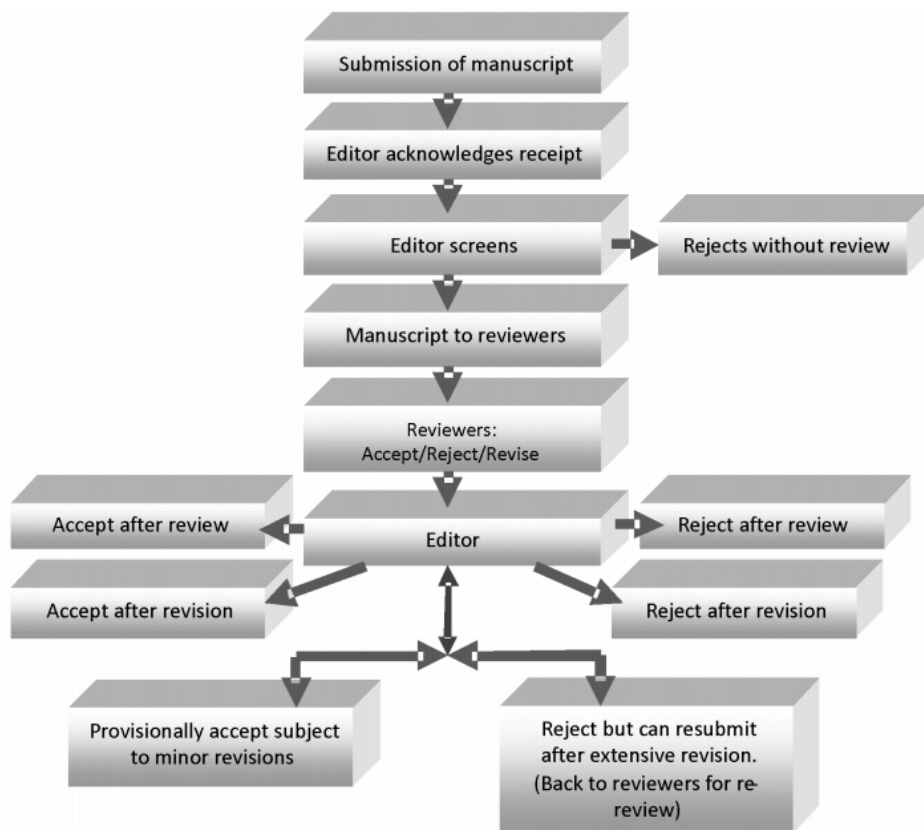 Submission of manuscript
Editor acknowledges receipt
Editor screens
Rejects without review
Manuscript to reviewers
Reviewers:
Accept/Reject/Revise
Accept after review
Editor
Reject after review
Accept after revision
Reject after revision
Provisionally accept subject
to minor revisions
Reject but can resubmit
after extensive revision.
(Back to reviewers for re-
review)